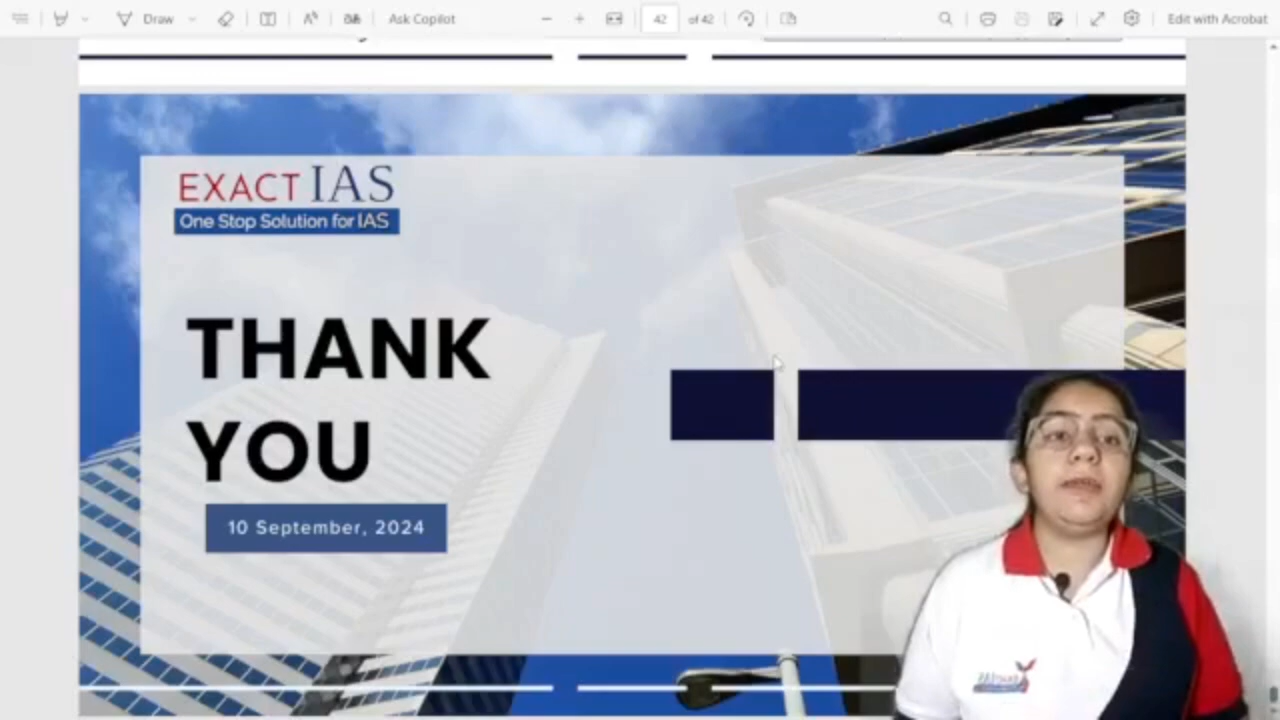 Draw
Ask Copilot
42 of 42
Edit with Acrobat
EXACT IAS
One Stop Solution for IAS
THANK
YOU
10 September, 2024